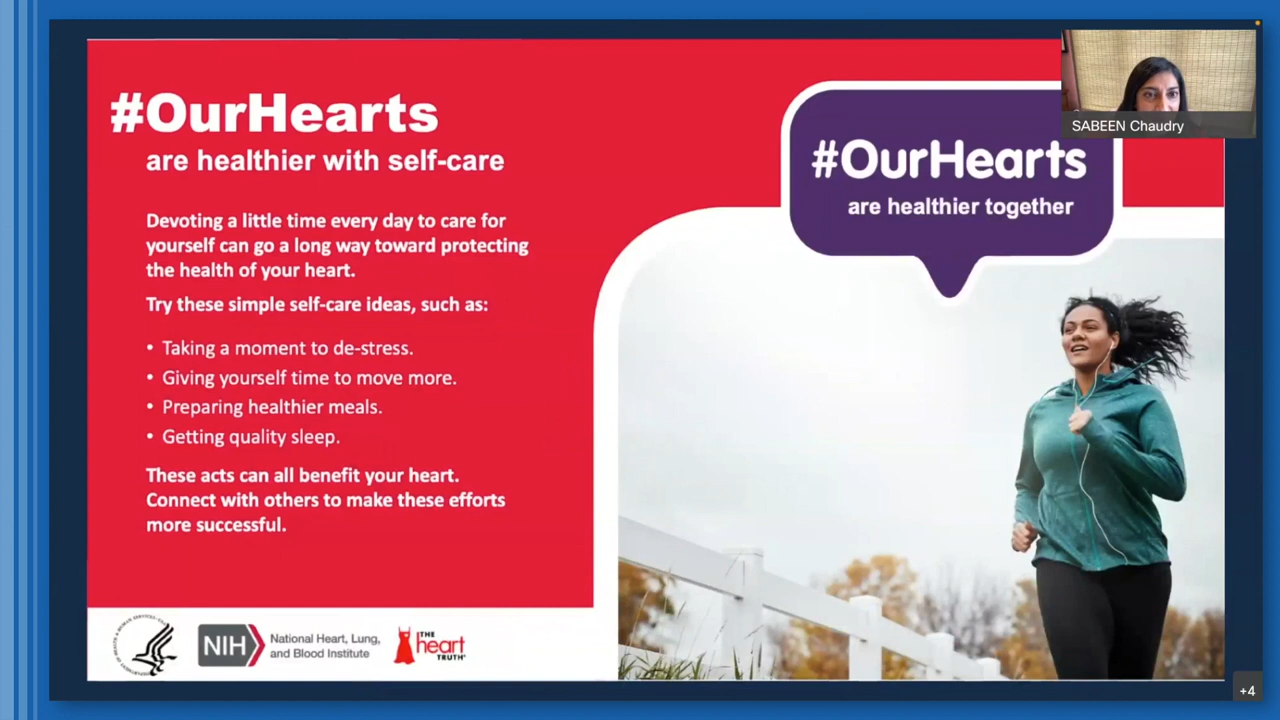 #OurHearts
are healthier with self-care
Devoting a little time every day to care for
yourself can go a long way toward protecting
the health of your heart.
Try these simple self-care ideas, such as:
• Taking a moment to de-stress.
• Giving yourself time to move more.
• Preparing healthier meals.
• Getting quality sleep.
These acts can all benefit your heart.
Connect with others to make these efforts
more successful.
NIH
National Heart, Lung,
and Blood Institute
THE
heart
TRUTH®
#OurHearts
are healthier together
SABEEN Chaudry
+4